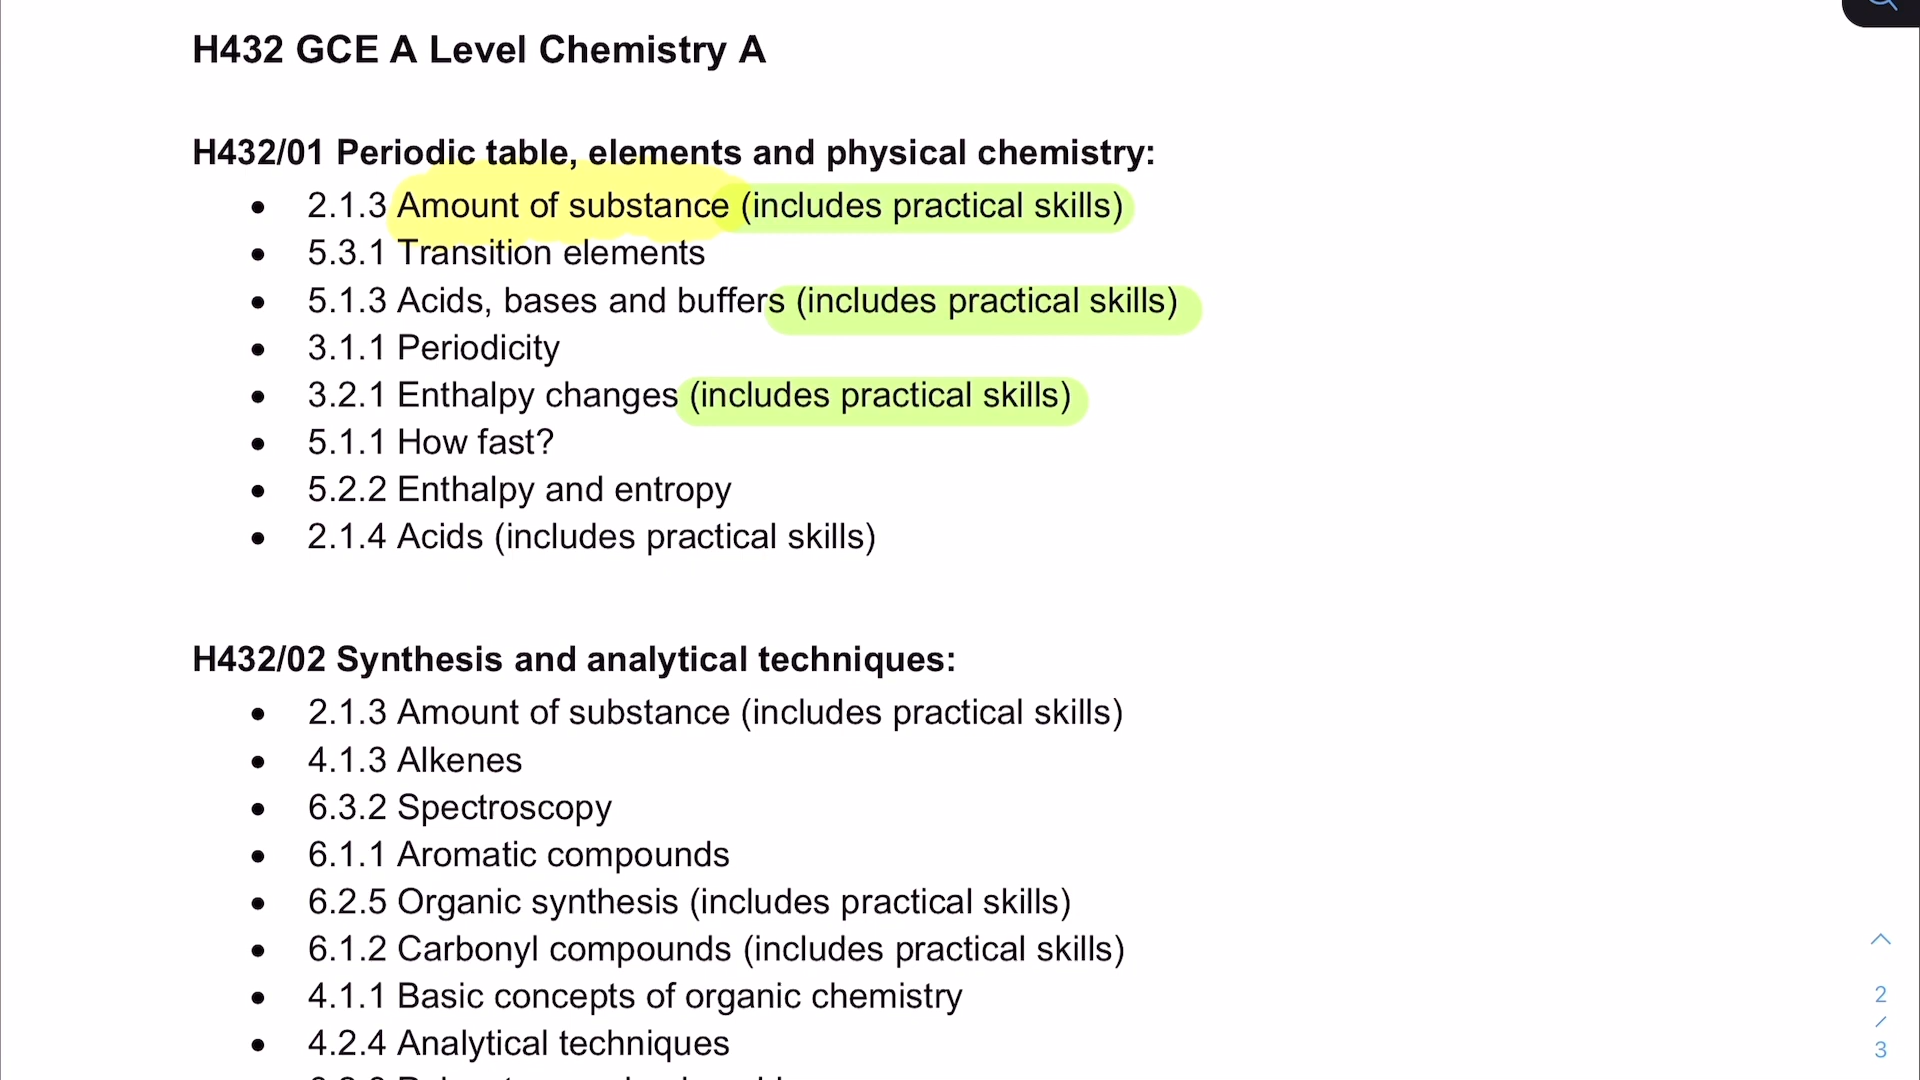 H432 GCE A Level Chemistry A
H432/01 Periodic table, elements and physical chemistry:
• 2.1.3 Amount of substance (includes practical skills)
• 5.3.1 Transition elements
• 5.1.3 Acids, bases and buffers (includes practical skills)
• 3.1.1 Periodicity
• 3.2.1 Enthalpy changes (includes practical skills)
• 5.1.1 How fast?
• 5.2.2 Enthalpy and entropy
• 2.1.4 Acids (includes practical skills)
H432/02 Synthesis and analytical techniques:
• 2.1.3 Amount of substance (includes practical skills)
• 4.1.3 Alkenes
• 6.3.2 Spectroscopy
• 6.1.1 Aromatic compounds
• 6.2.5 Organic synthesis (includes practical skills)
• 6.1.2 Carbonyl compounds (includes practical skills)
• 4.1.1 Basic concepts of organic chemistry
• 4.2.4 Analytical techniques
2
/
3